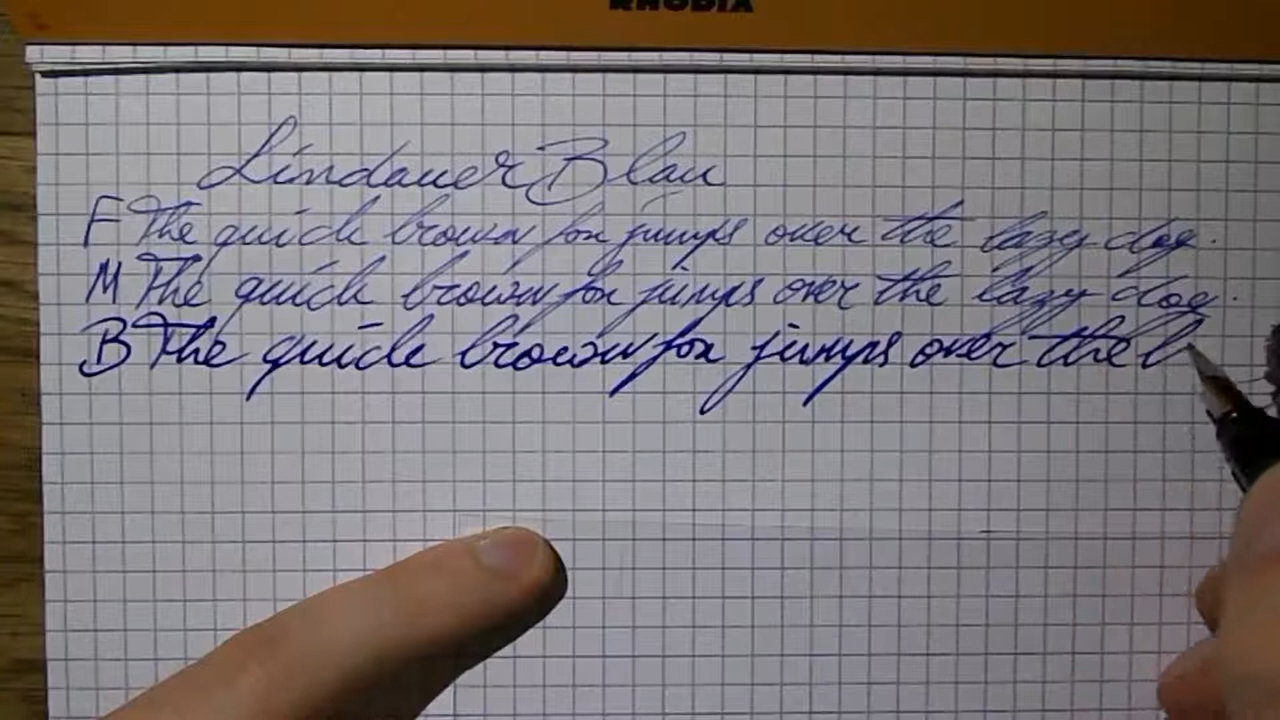 RHODIA
Lindauer Blau
F The quick brown fox jumps over the lazy dog.
M The quick brown fox jumps over the lazy dog.
B The quick brown fox jumps over the l